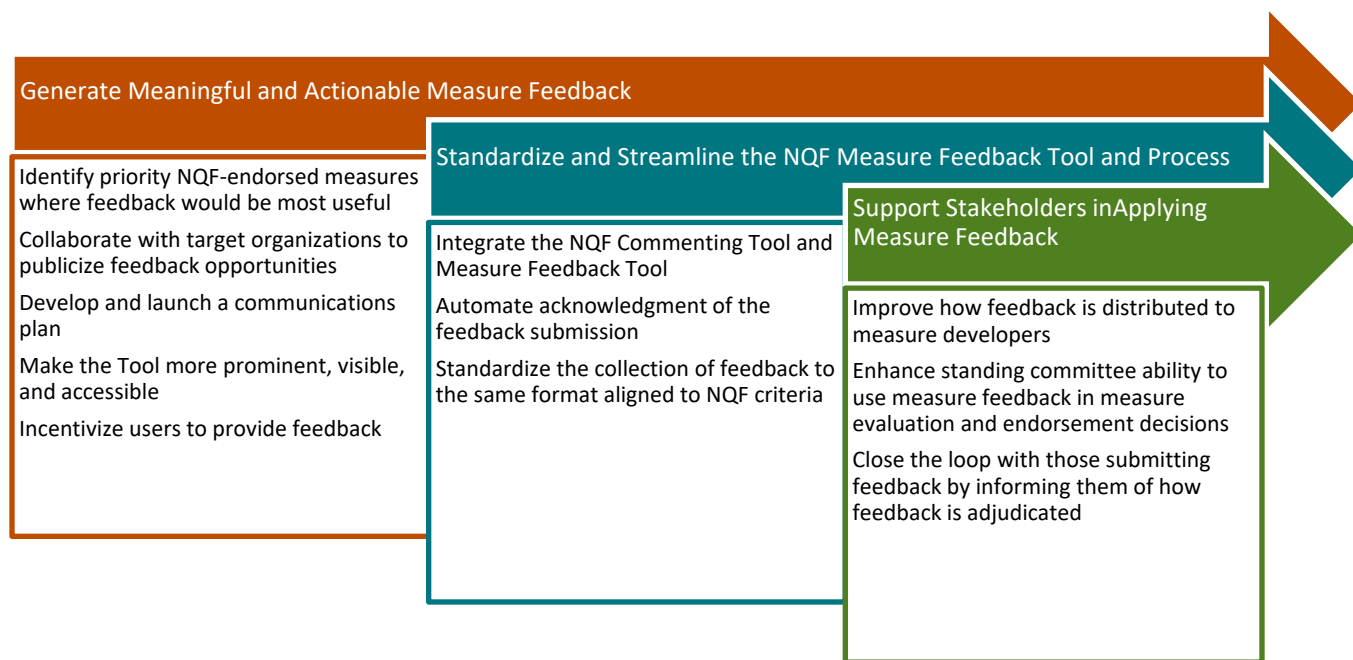 Generate Meaningful and Actionable Measure Feedback
Identify priority NQF-endorsed measures
where feedback would be most useful
Collaborate with target organizations to
publicize feedback opportunities
Develop and launch a communications
plan
Make the Tool more prominent, visible,
and accessible
Incentivize users to provide feedback
Standardize and Streamline the NQF Measure Feedback Tool and Process
Integrate the NQF Commenting Tool and
Measure Feedback Tool
Automate acknowledgment of the
feedback submission
Standardize the collection of feedback to
the same format aligned to NQF criteria
Support Stakeholders inApplying
Measure Feedback
Improve how feedback is distributed to
measure developers
Enhance standing committee ability to
use measure feedback in measure
evaluation and endorsement decisions
Close the loop with those submitting
feedback by informing them of how
feedback is adjudicated